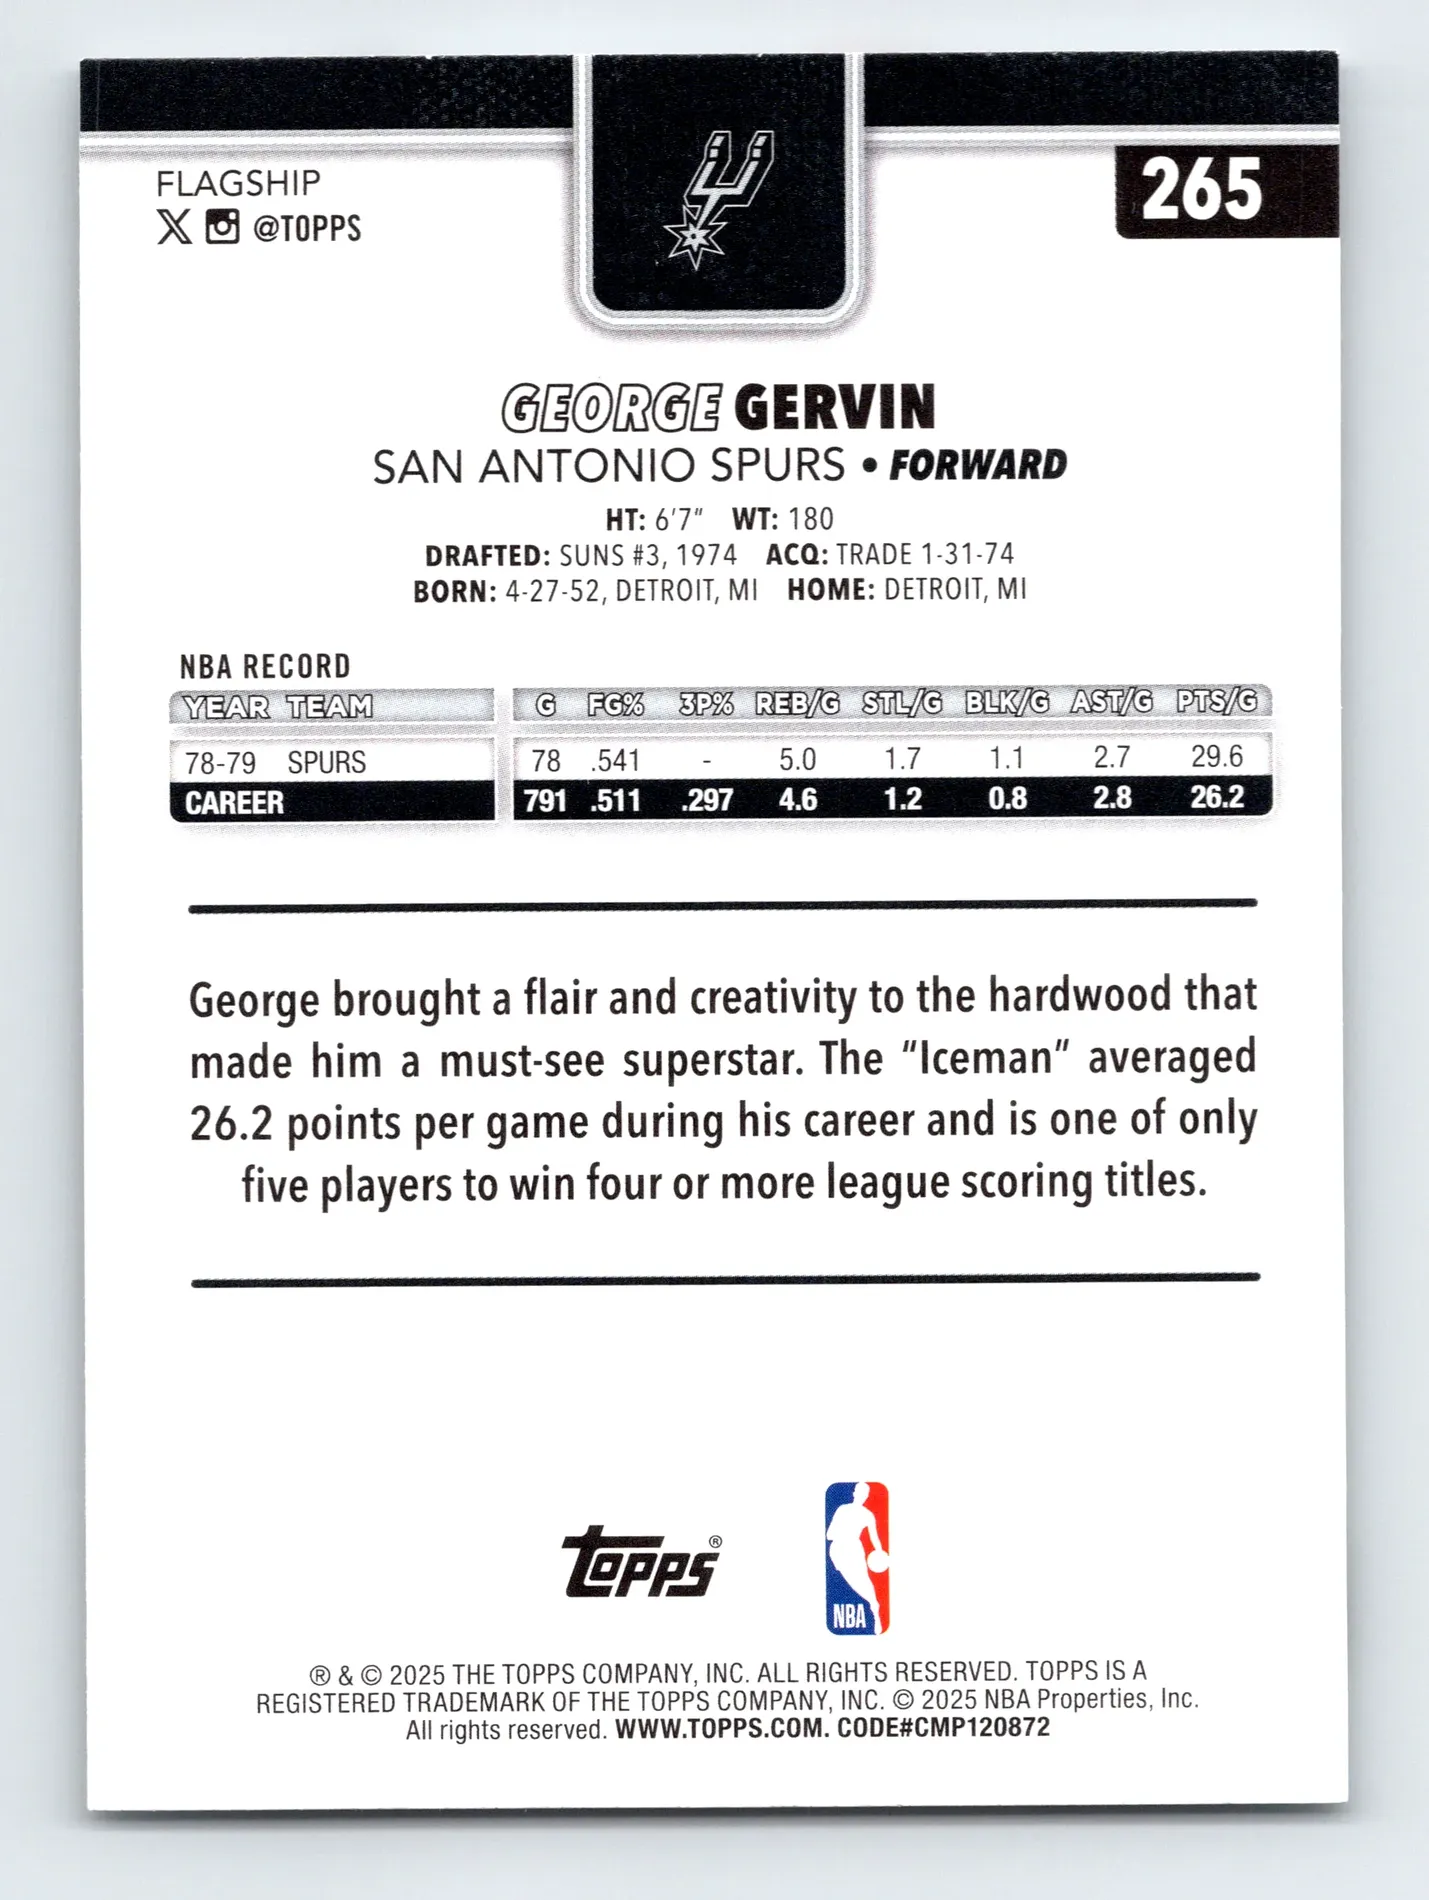 FLAGSHIP
@TOPPS
265
GEORGE GERVIN
SAN ANTONIO SPURS • FORWARD
HT: 6'7" WT: 180
DRAFTED: SUNS #3, 1974 ACQ: TRADE 1-31-74
BORN: 4-27-52, DETROIT, MI HOME: DETROIT, MI
NBA RECORD
YEAR TEAM G FG% 3P% REB/G STL/G BLK/G AST/G PTS/G
78-79 SPURS 78 .541 - 5.0 1.7 1.1 2.7 29.6
CAREER 791 .511 .297 4.6 1.2 0.8 2.8 26.2
George brought a flair and creativity to the hardwood that
made him a must-see superstar. The "Iceman" averaged
26.2 points per game during his career and is one of only
five players to win four or more league scoring titles.
Topps®
NBA
® & © 2025 THE TOPPS COMPANY, INC. ALL RIGHTS RESERVED. TOPPS IS A
REGISTERED TRADEMARK OF THE TOPPS COMPANY, INC. © 2025 NBA Properties, Inc.
All rights reserved. WWW.TOPPS.COM. CODE#CMP120872